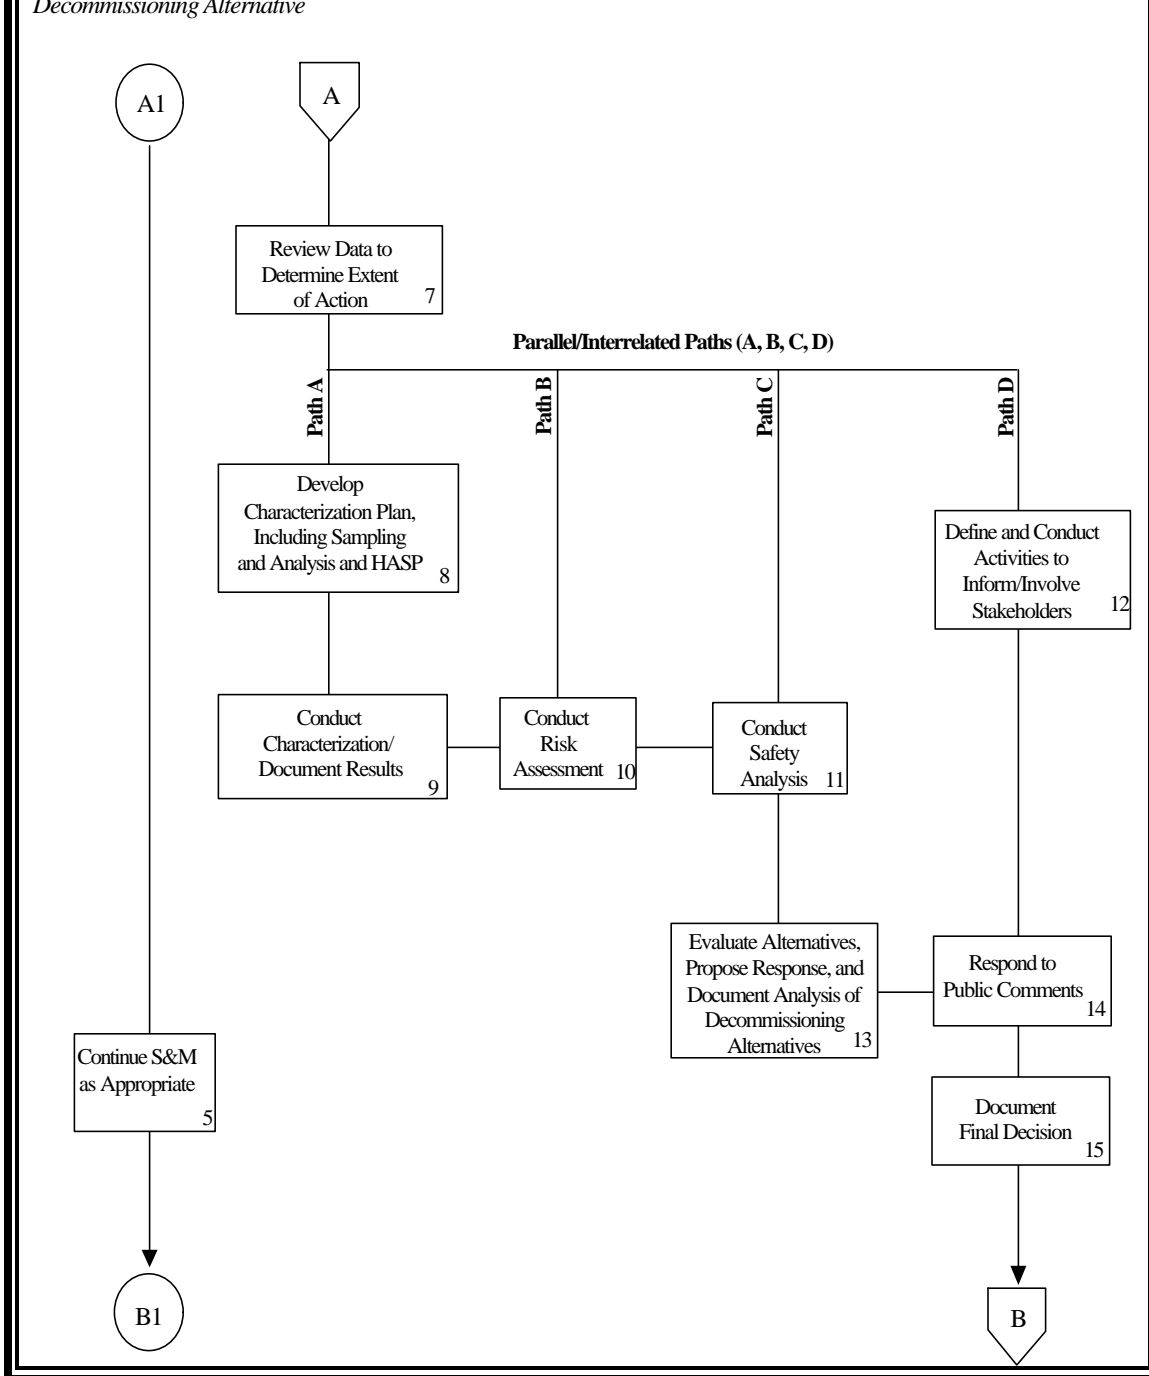 Decommissioning Alternative
A1
A
Review Data to
Determine Extent
of Action
7
Parallel/Interrelated Paths (A, B, C, D)
Path A
Path B
Path C
Path D
Develop
Characterization Plan,
Including Sampling
and Analysis and HASP
8
Define and Conduct
Activities to
Inform/Involve
Stakeholders
12
Conduct
Characterization/
Document Results
9
Conduct
Risk
Assessment
10
Conduct
Safety
Analysis
11
Evaluate Alternatives,
Propose Response, and
Document Analysis of
Decommissioning
Alternatives
13
Respond to
Public Comments
14
Continue S&M
as Appropriate
5
Document
Final Decision
15
B1
B